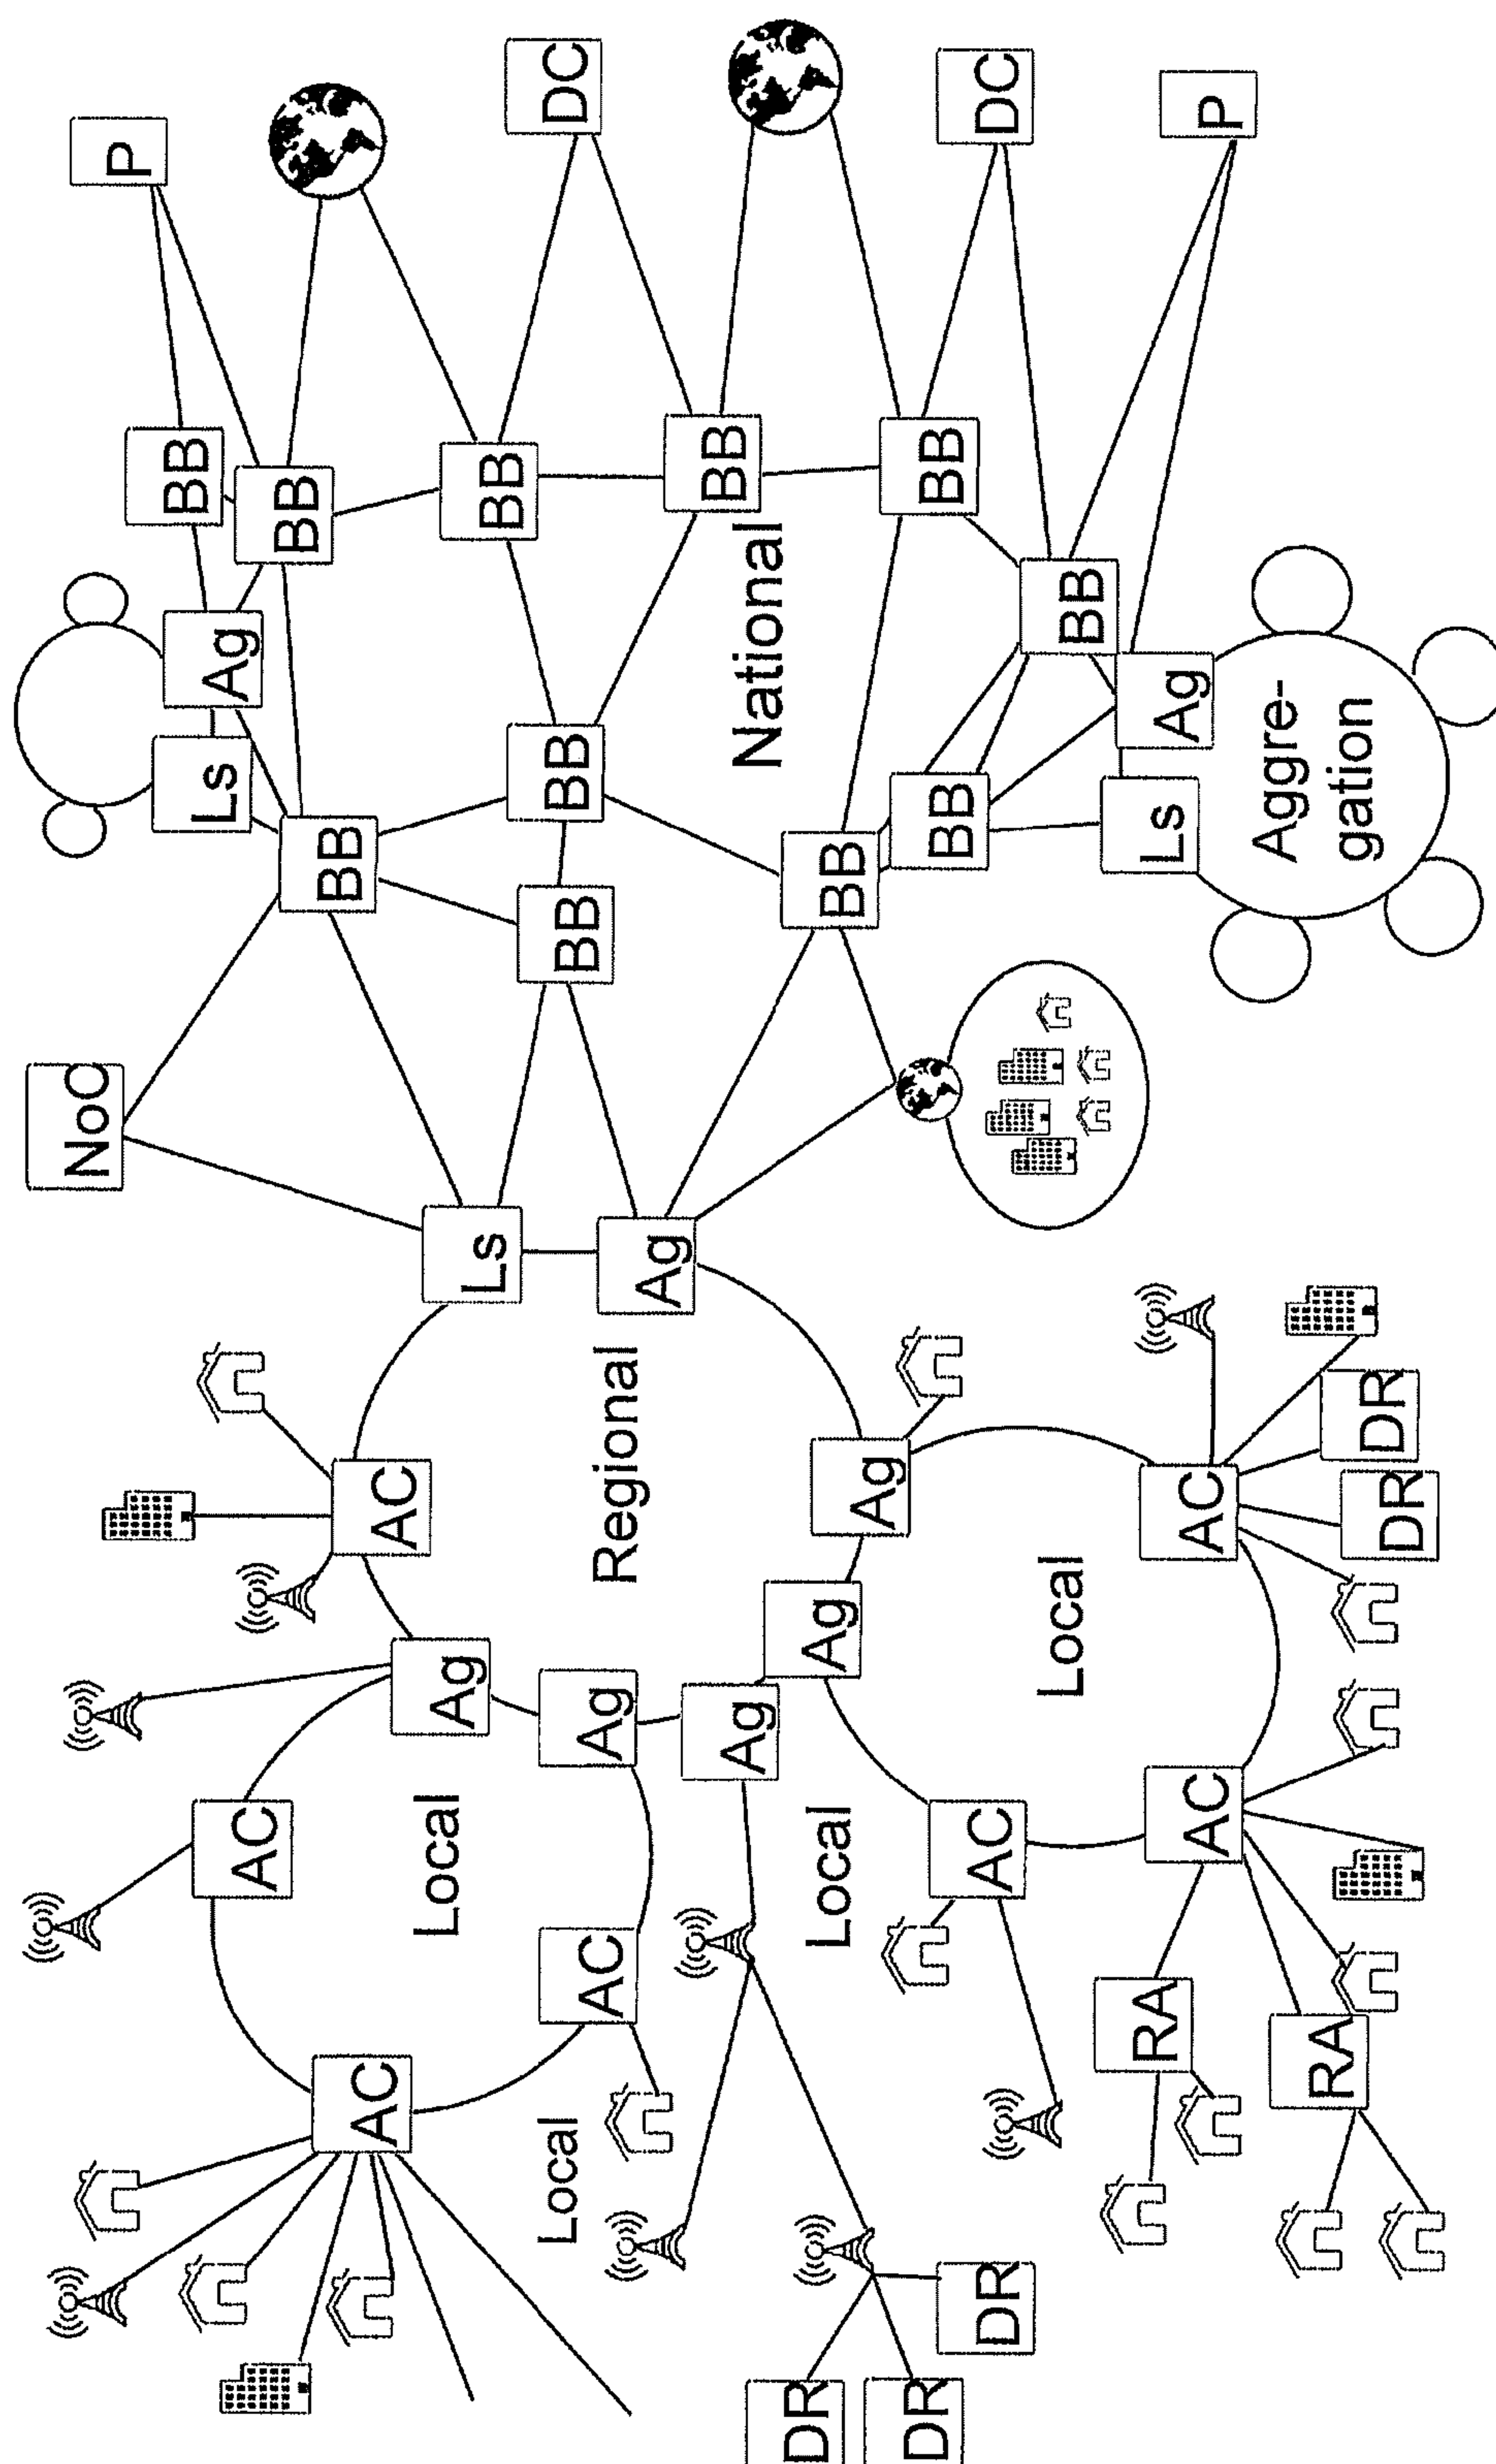 NoC
P
BB
Ls
Ag
AC
BB
BB
AC
AC
Local
Ag
Ls
BB
Local
DC
BB
BB
AC
Ag
Regional
Ag
BB
Ag
National
DR
Local
Ag
BB
Ag
DR
BB
BB
AC
DC
DR
Local
BB
RA
Ls
Ag
AC
AC
P
Aggre-
gation
RA
DR
DR